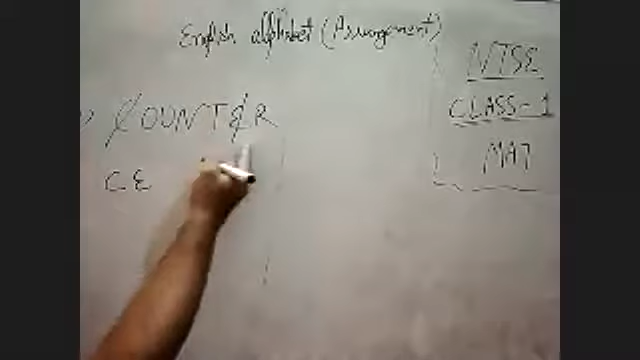 English alphabet (Arrangement)
NTSE
CLASS-1
MAT
COUNTER
CE